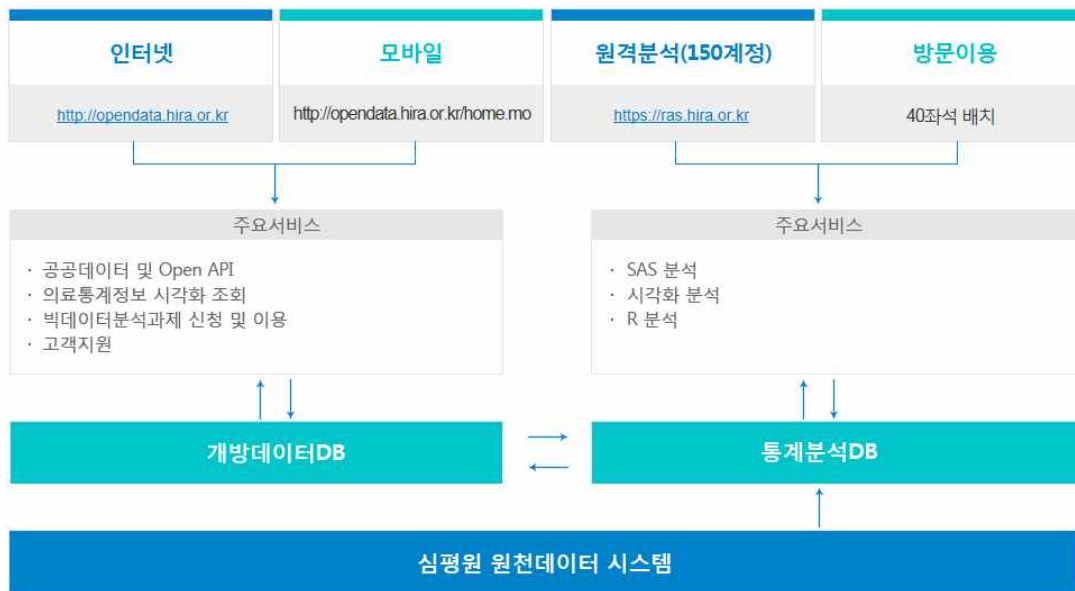 인터넷
모바일
원격분석(150계정)
방문이용
http://opendata.hira.or.kr
http://opendata.hira.or.kr/home.mo
https://ras.hira.or.kr
40좌석 배치
주요서비스
· 공공데이터 및 Open API
· 의료통계정보 시각화 조회
· 빅데이터분석과제 신청 및 이용
· 고객지원
주요서비스
· SAS 분석
· 시각화 분석
· R 분석
개방데이터DB
통계분석DB
심평원 원천데이터 시스템